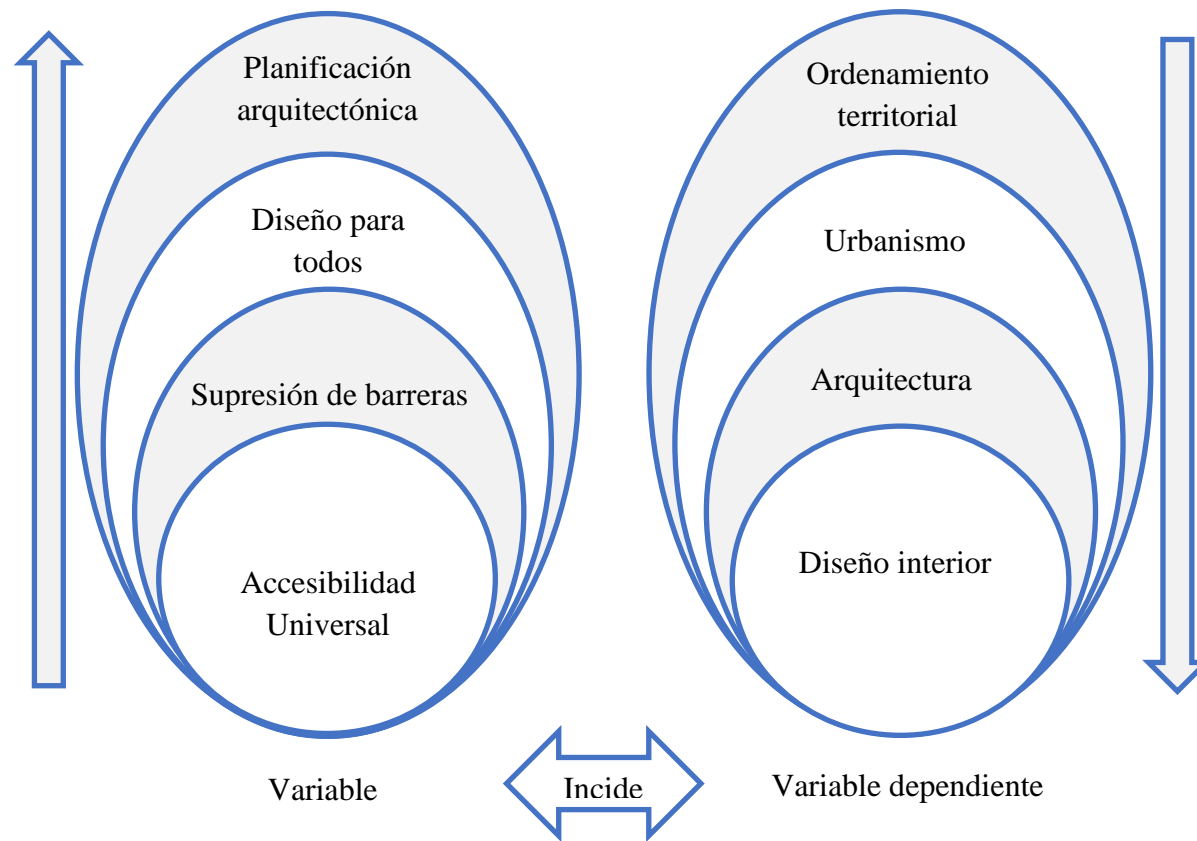 Planificación
arquitectónica
Diseño para
todos
Supresión de barreras
Accesibilidad
Universal
Ordenamiento
territorial
Urbanismo
Arquitectura
Diseño interior
Variable
Incide
Variable dependiente